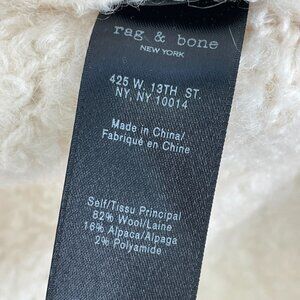 rag & bone
NEW YORK
425 W. 13TH ST.
NY, NY 10014
Made in China/
Fabriqué en Chine
Self/Tissu Principal
82% Wool/Laine
16% Alpaca/Alpaga
2% Polyamide